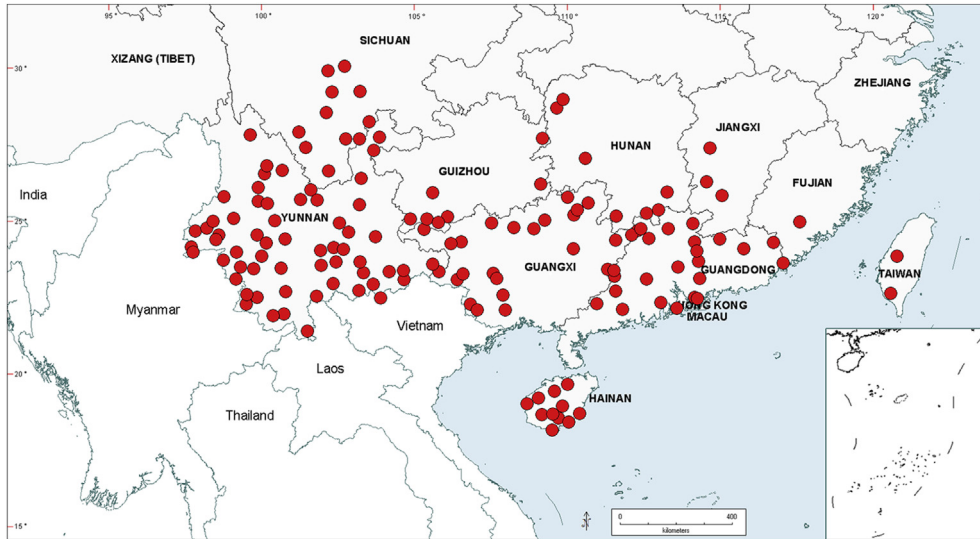 95 100 105 110 115 120
SICHUAN
XIZANG (TIBET)
30°
ZHEJIANG
JIANGXI
HUNAN
GUIZHOU
India
FUJIAN
25°
YUNNAN
GUANGXI
GUANGDONG
TAIWAN
Myanmar
HONG KONG
MACAU
Vietnam
Laos
20°
HAINAN
Thailand
15°
0 400
kilometers